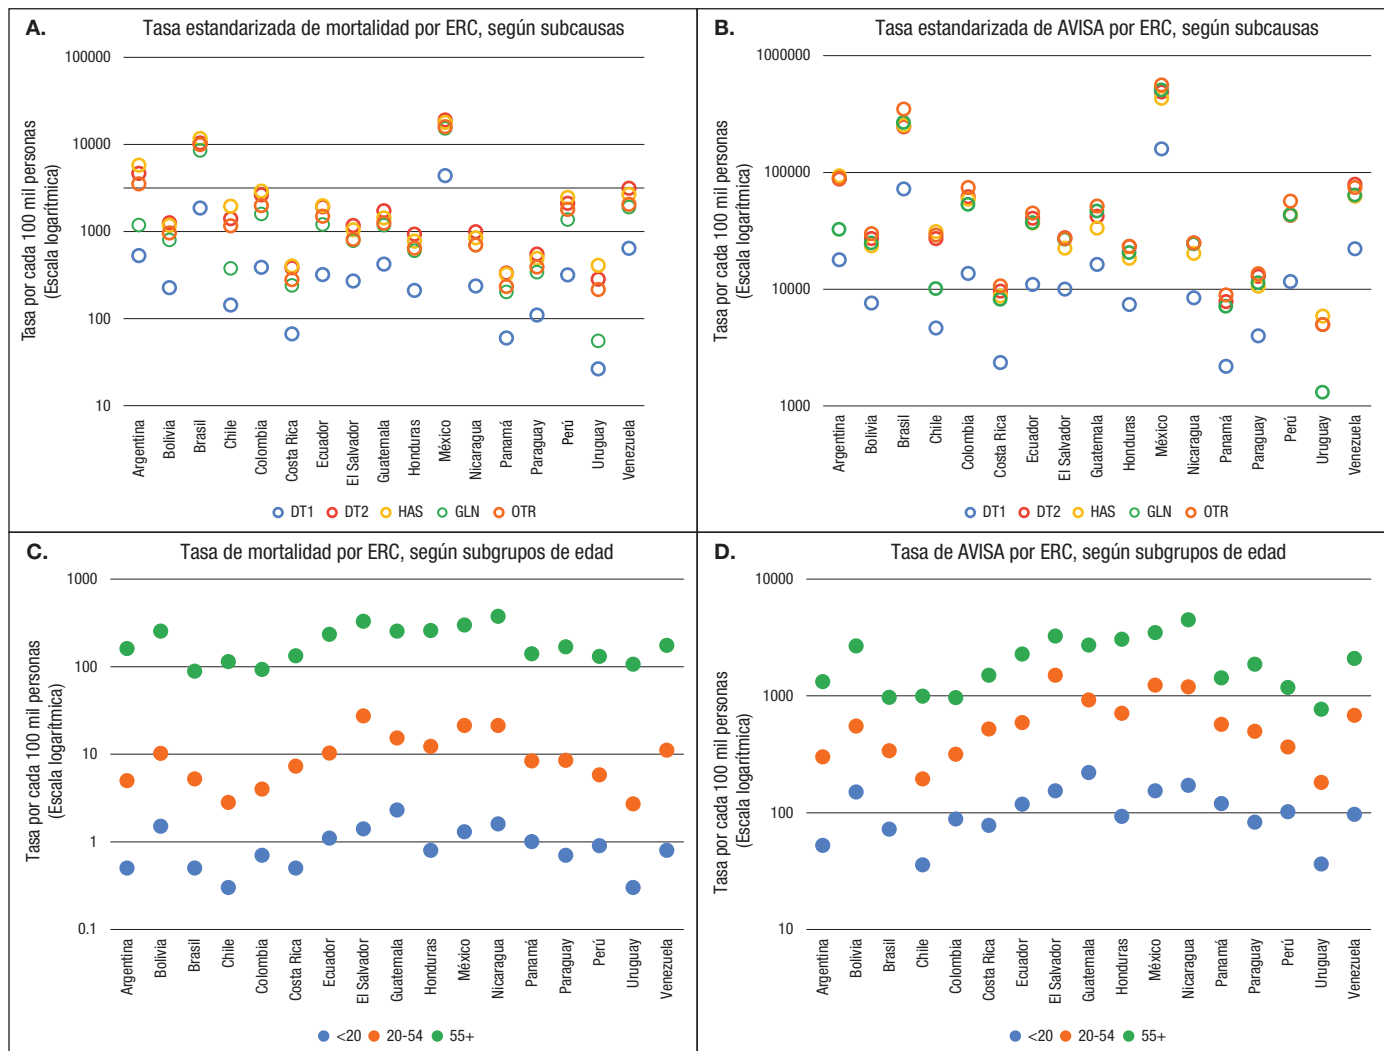 A. Tasa estandarizada de mortalidad por ERC, según subcausas
Tasa por cada 100 mil personas
(Escala logarítmica)
100000
10000
1000
100
10
Argentina
Bolivia
Brasil
Chile
Colombia
Costa Rica
Ecuador
El Salvador
Guatemala
Honduras
México
Nicaragua
Panamá
Paraguay
Perú
Uruguay
Venezuela
DT1 DT2 HAS GLN OTR
B. Tasa estandarizada de AVISA por ERC, según subcausas
Tasa por cada 100 mil personas
(Escala logarítmica)
1000000
100000
10000
1000
Argentina
Bolivia
Brasil
Chile
Colombia
Costa Rica
Ecuador
El Salvador
Guatemala
Honduras
México
Nicaragua
Panamá
Paraguay
Perú
Uruguay
Venezuela
DT1 DT2 HAS GLN OTR
C. Tasa de mortalidad por ERC, según subgrupos de edad
Tasa por cada 100 mil personas
(Escala logarítmica)
1000
100
10
1
0.1
Argentina
Bolivia
Brasil
Chile
Colombia
Costa Rica
Ecuador
El Salvador
Guatemala
Honduras
México
Nicaragua
Panamá
Paraguay
Perú
Uruguay
Venezuela
<20 20-54 55+
D. Tasa de AVISA por ERC, según subgrupos de edad
Tasa por cada 100 mil personas
(Escala logarítmica)
10000
1000
100
10
Argentina
Bolivia
Brasil
Chile
Colombia
Costa Rica
Ecuador
El Salvador
Guatemala
Honduras
México
Nicaragua
Panamá
Paraguay
Perú
Uruguay
Venezuela
<20 20-54 55+